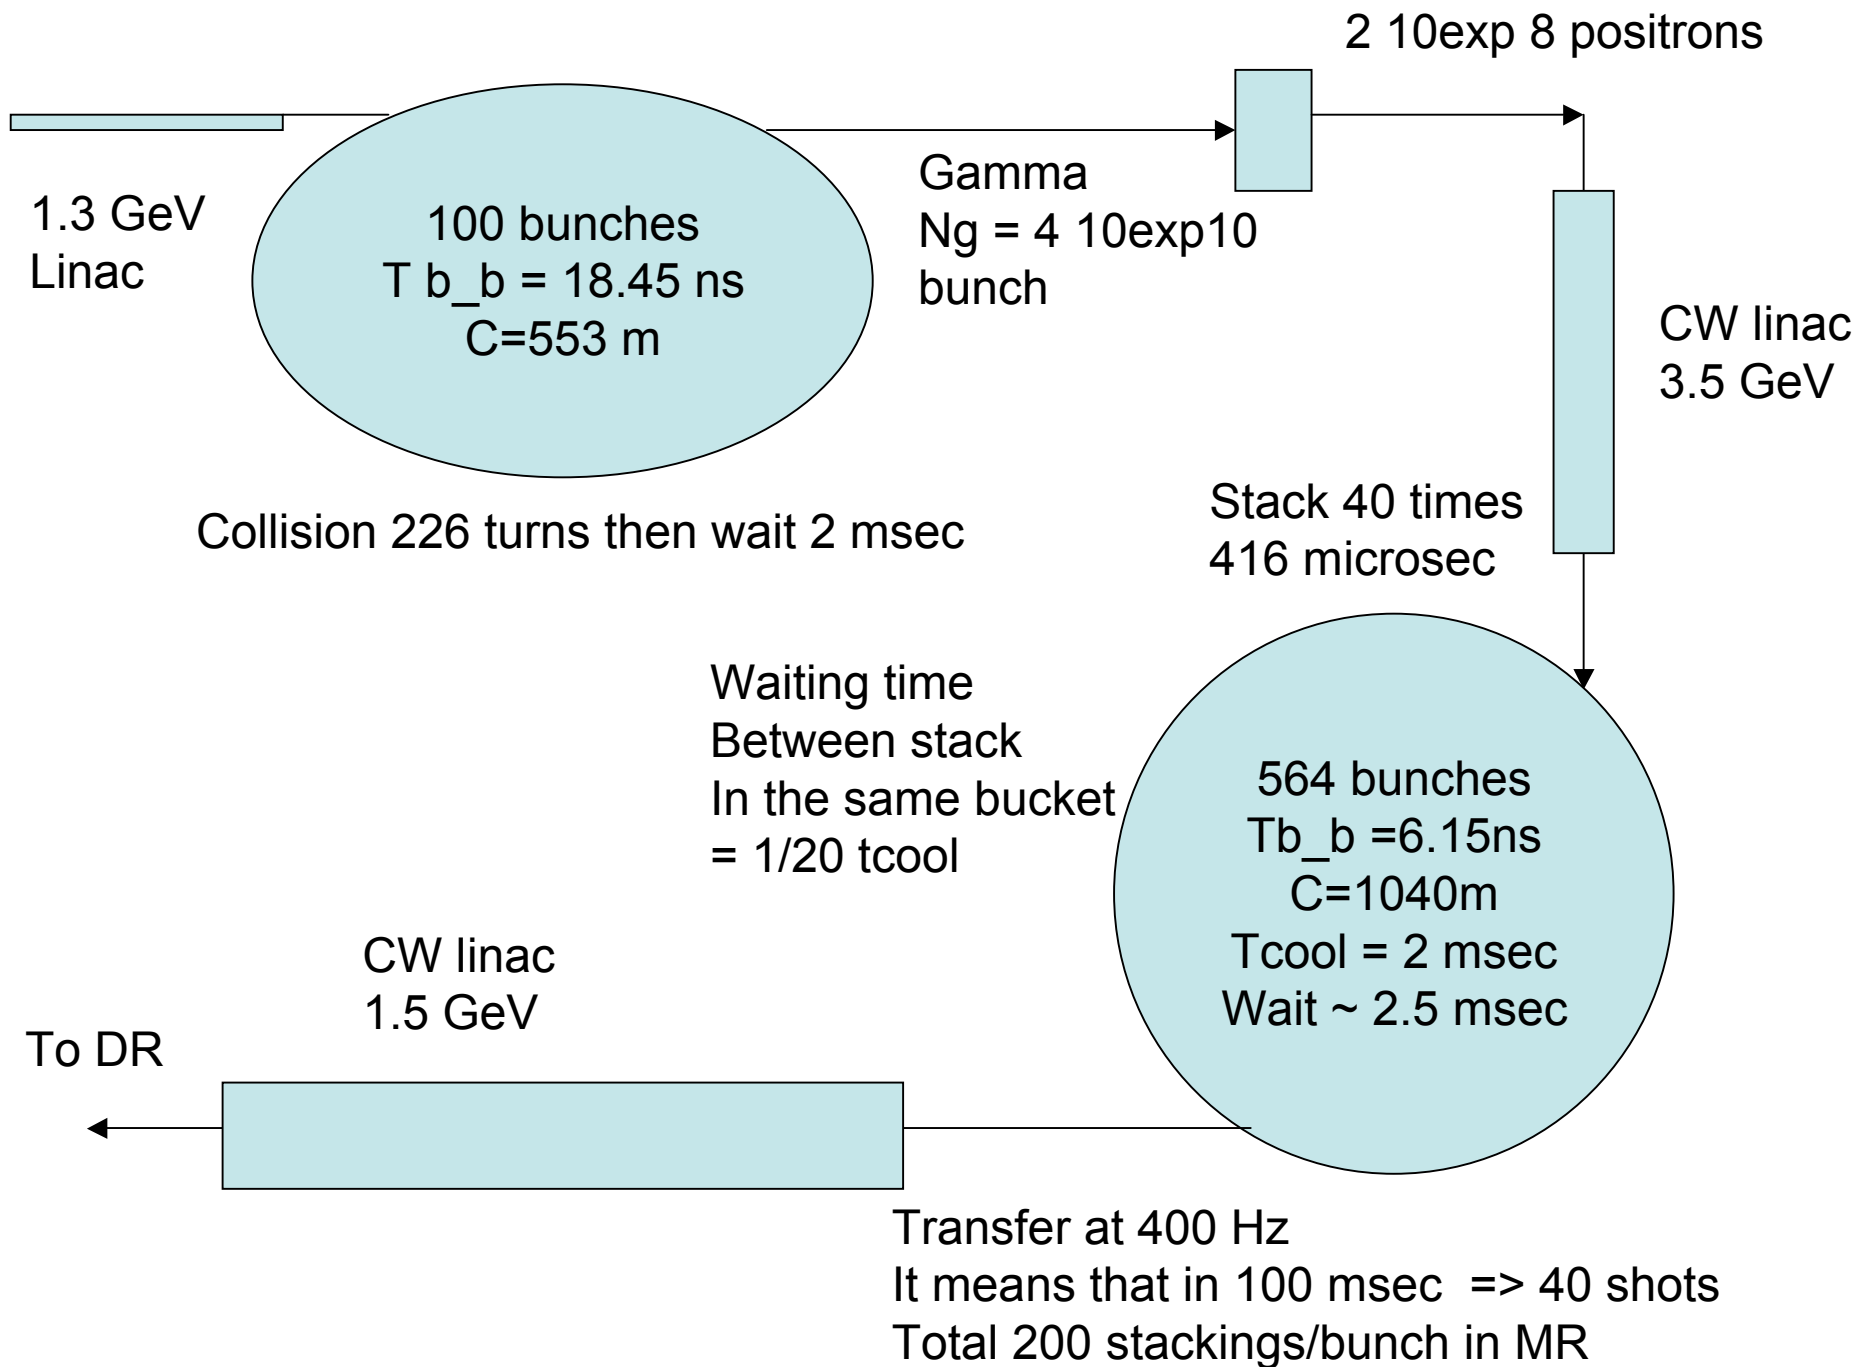 2 10exp 8 positrons
1.3 GeV
Linac
100 bunches
T b_b = 18.45 ns
C=553 m
Gamma
Ng = 4 10exp10
bunch
CW linac
3.5 GeV
Collision 226 turns then wait 2 msec
Stack 40 times
416 microsec
Waiting time
Between stack
In the same bucket
= 1/20 tcool
564 bunches
Tb_b =6.15ns
C=1040m
Tcool = 2 msec
Wait ~ 2.5 msec
CW linac
1.5 GeV
To DR
Transfer at 400 Hz
It means that in 100 msec => 40 shots
Total 200 stackings/bunch in MR